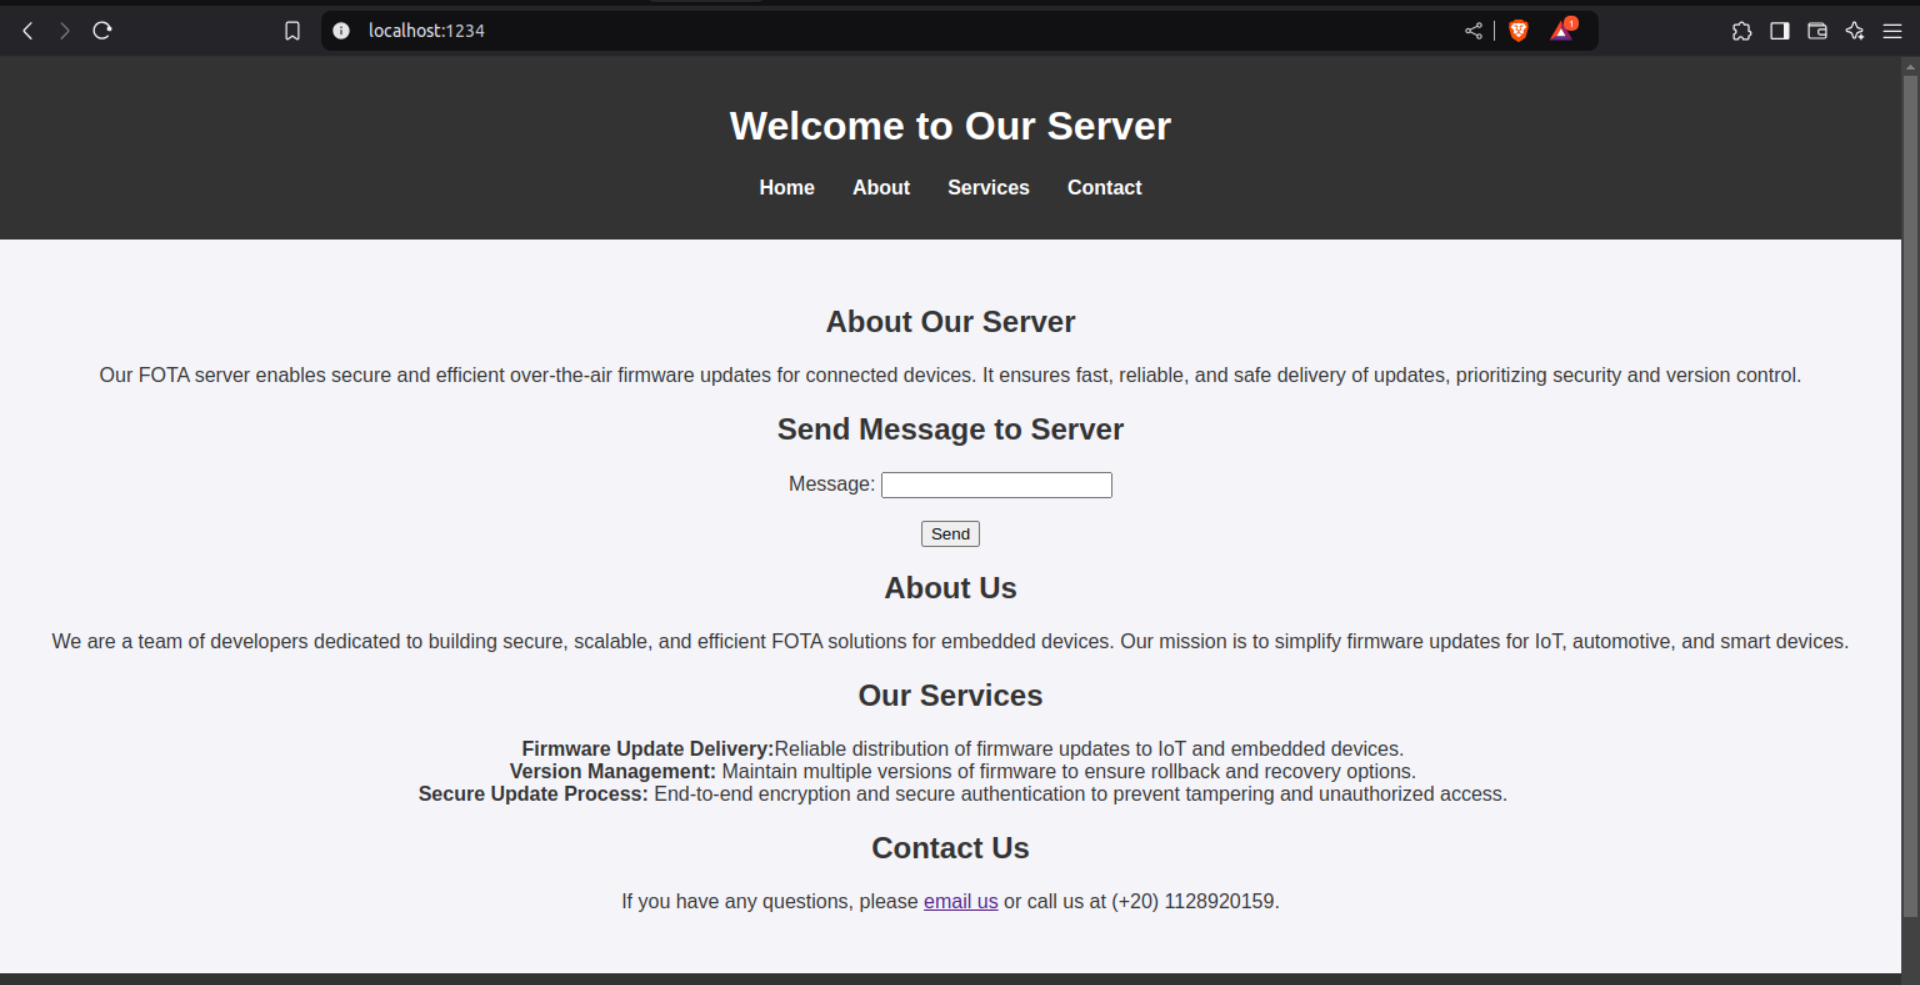 localhost:1234
1
Welcome to Our Server
Home About Services Contact
About Our Server
Our FOTA server enables secure and efficient over-the-air firmware updates for connected devices. It ensures fast, reliable, and safe delivery of updates, prioritizing security and version control.
Send Message to Server
Message:
Send
About Us
We are a team of developers dedicated to building secure, scalable, and efficient FOTA solutions for embedded devices. Our mission is to simplify firmware updates for IoT, automotive, and smart devices.
Our Services
Firmware Update Delivery:Reliable distribution of firmware updates to IoT and embedded devices.
Version Management: Maintain multiple versions of firmware to ensure rollback and recovery options.
Secure Update Process: End-to-end encryption and secure authentication to prevent tampering and unauthorized access.
Contact Us
If you have any questions, please email us or call us at (+20) 1128920159.